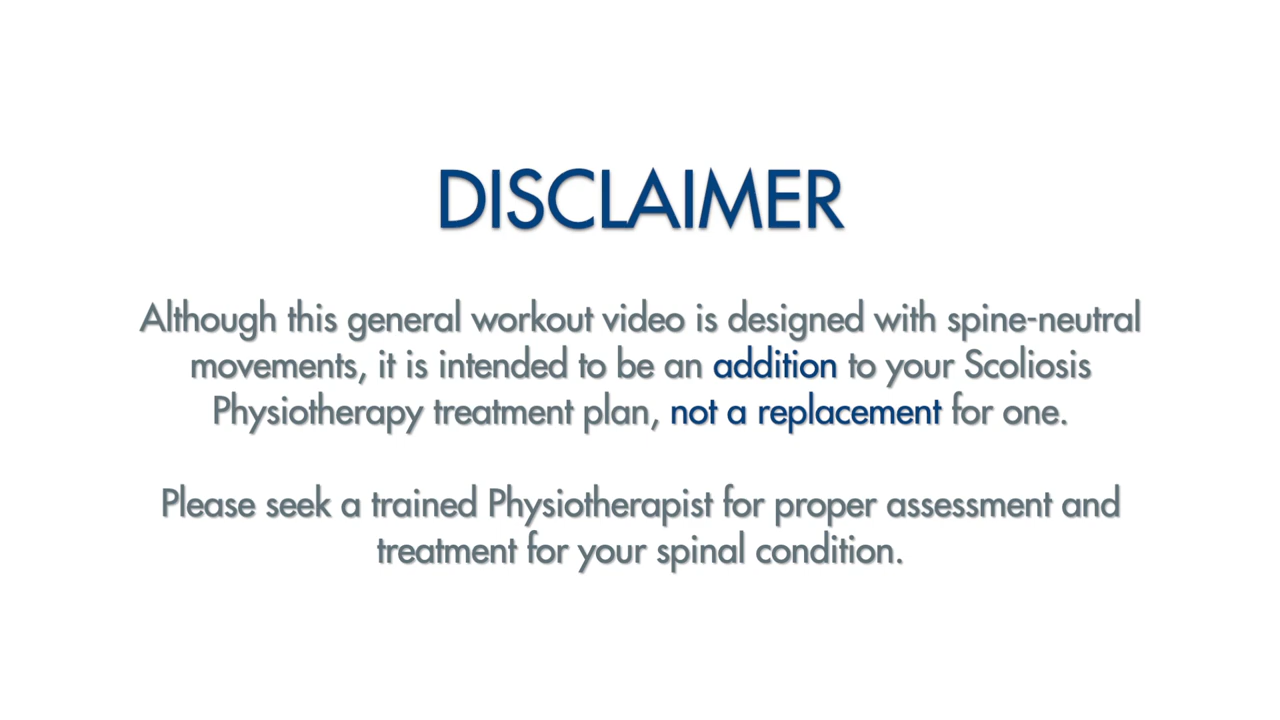 DISCLAIMER
Although this general workout video is designed with spine-neutral
movements, it is intended to be an addition to your Scoliosis
Physiotherapy treatment plan, not a replacement for one.
Please seek a trained Physiotherapist for proper assessment and
treatment for your spinal condition.